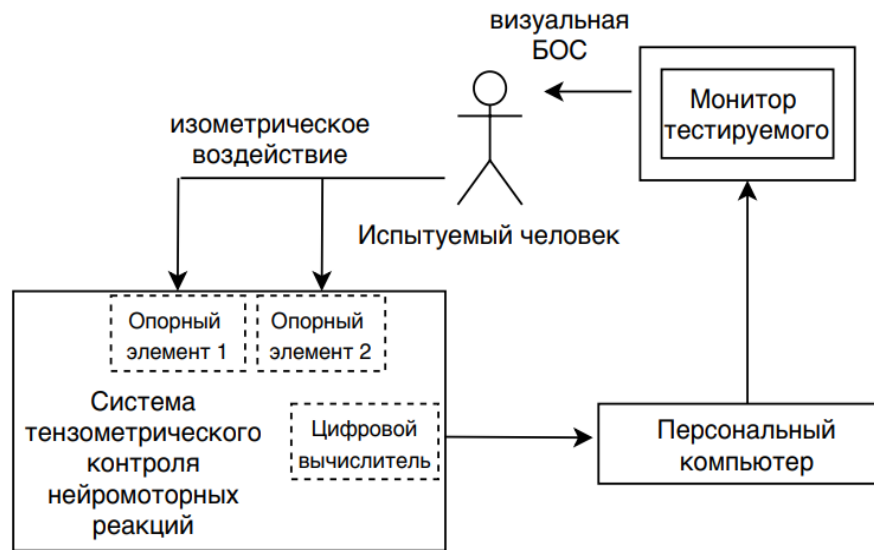 визуальная
БОС
Монитор
тестируемого
изометрическое
воздействие
Испытуемый человек
Опорный
элемент 1
Опорный
элемент 2
Система
тензометрического
контроля
нейромоторных
реакций
Цифровой
вычислитель
Персональный
компьютер